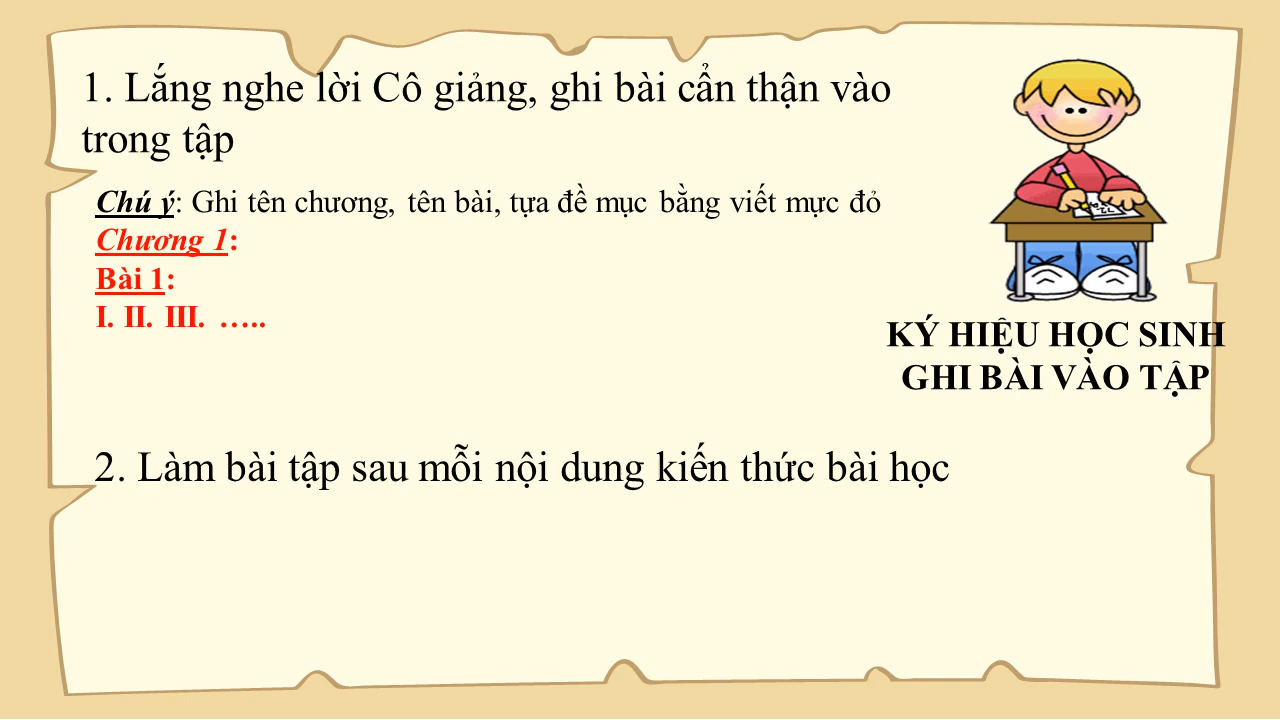 1. Lắng nghe lời Cô giảng, ghi bài cẩn thận vào
trong tập
Chú ý: Ghi tên chương, tên bài, tựa đề mục bằng viết mực đỏ
Chương 1:
Bài 1:
I. II. III. …..
KÝ HIỆU HỌC SINH
GHI BÀI VÀO TẬP
2. Làm bài tập sau mỗi nội dung kiến thức bài học